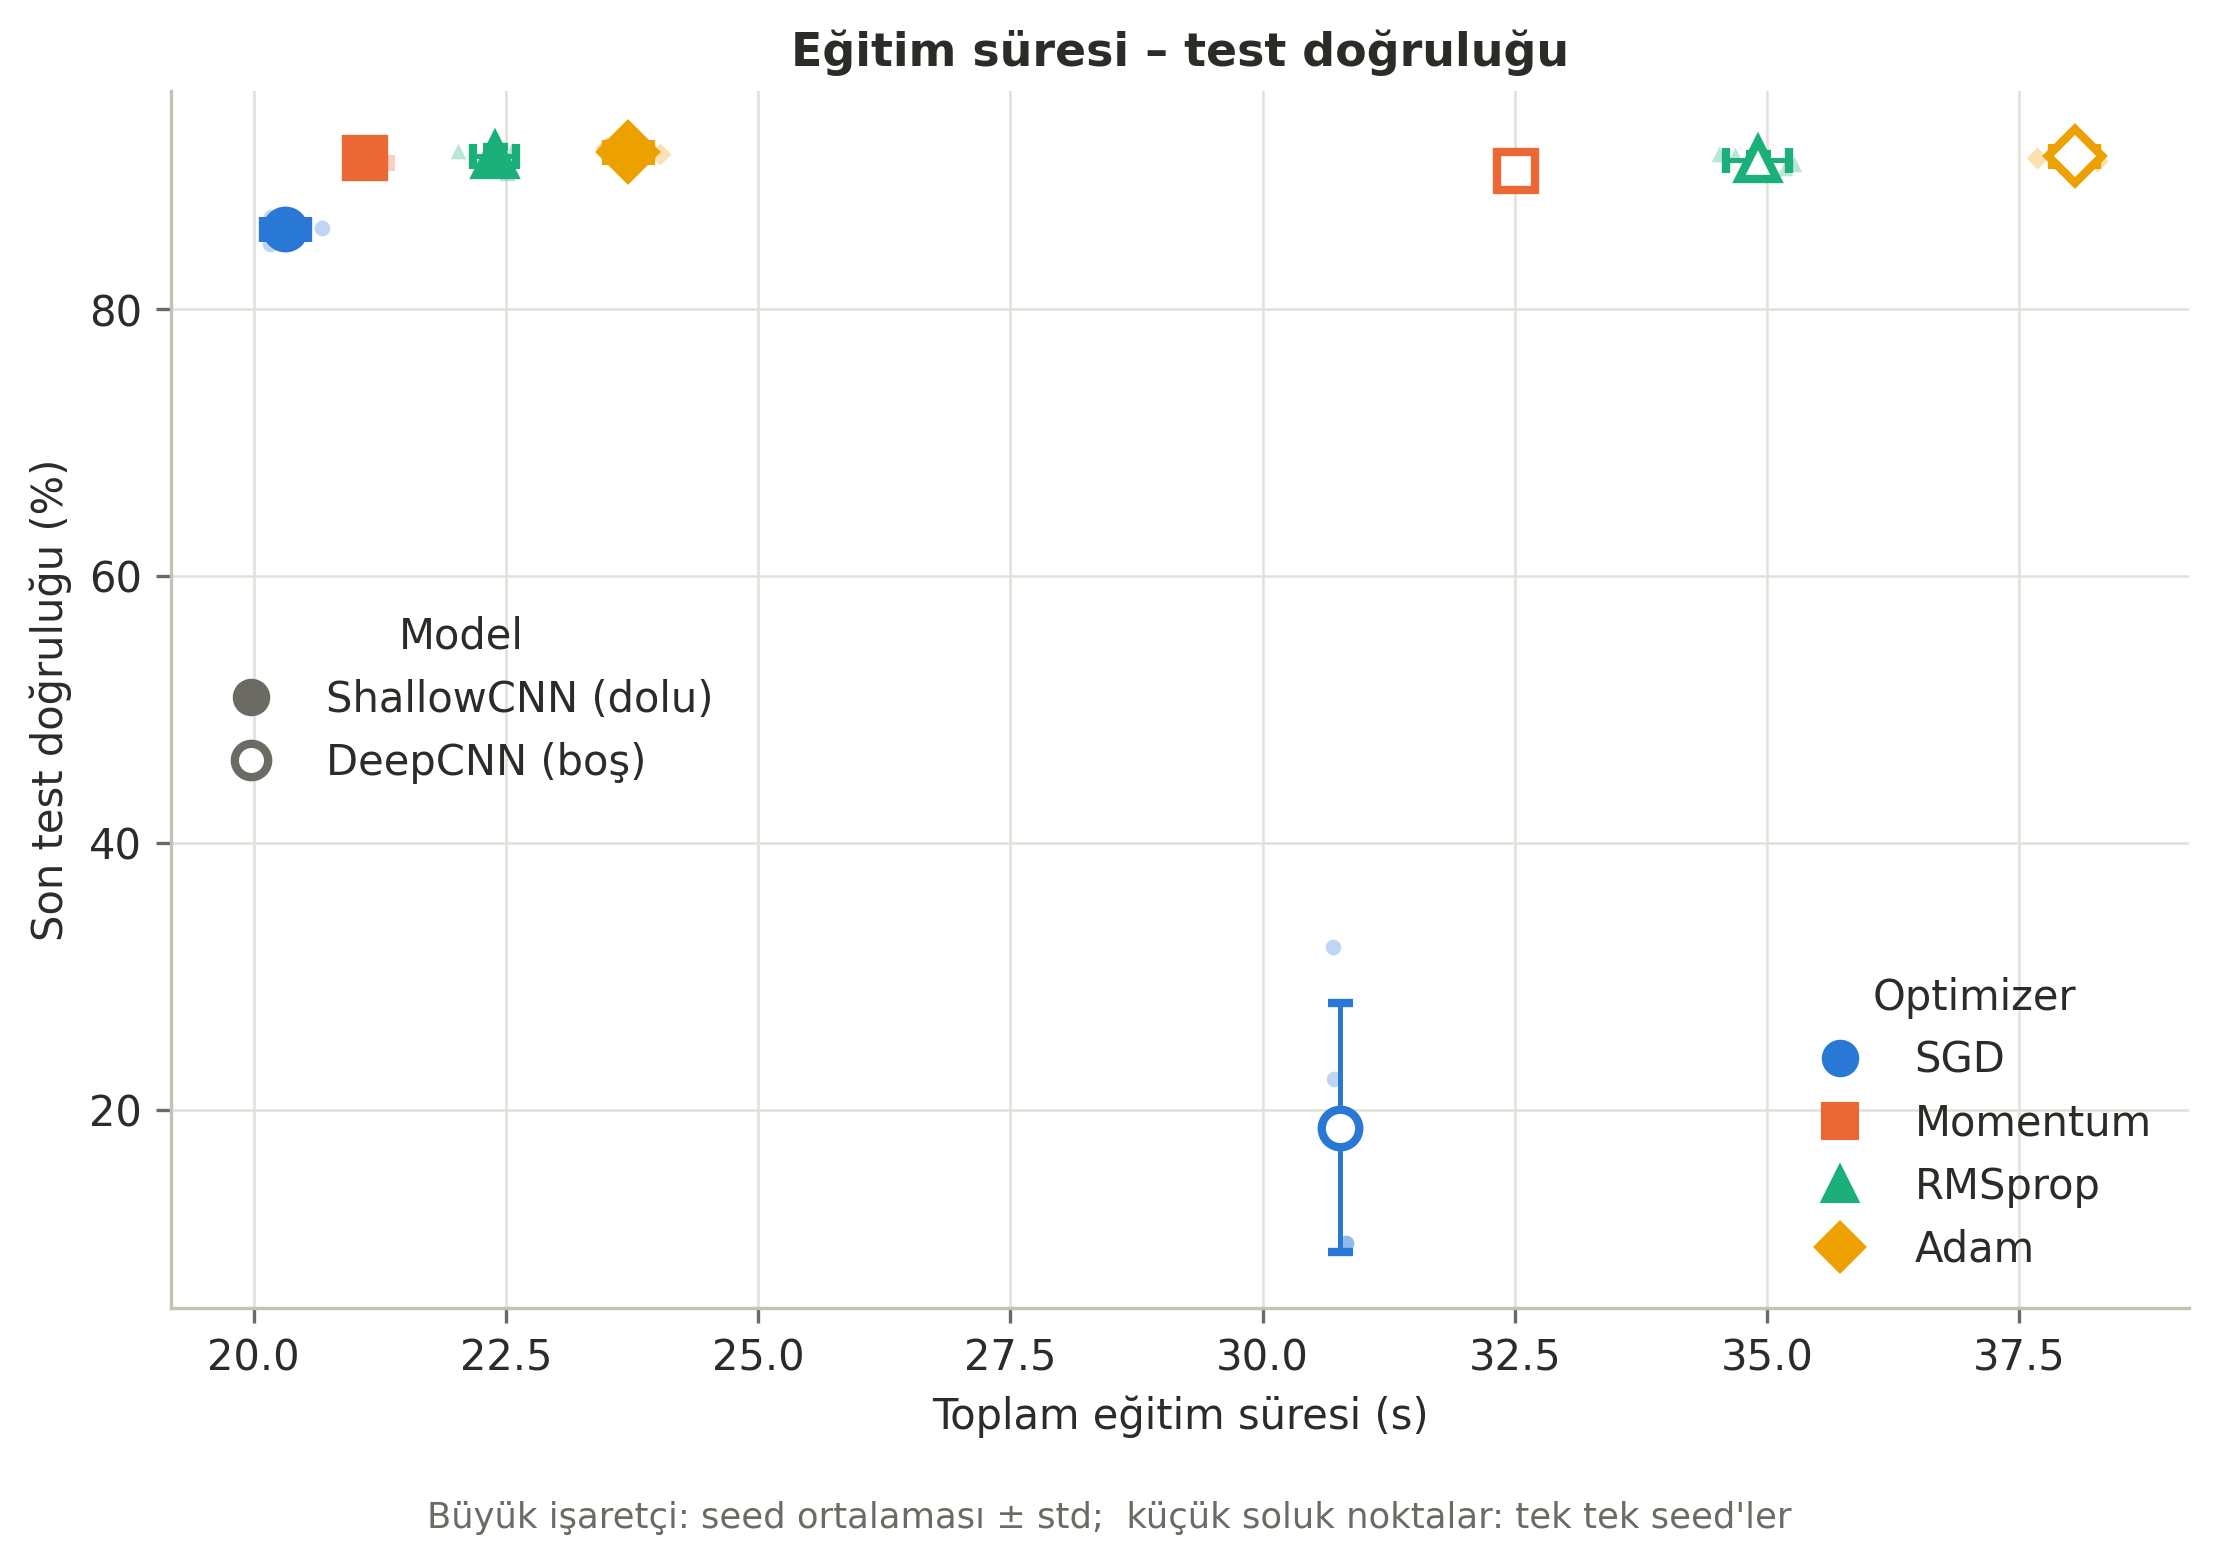 Eğitim süresi – test doğruluğu
Son test doğruluğu (%)
80
60
40
20
Model
ShallowCNN (dolu)
DeepCNN (boş)
Optimizer
SGD
Momentum
RMSprop
Adam
20.0 22.5 25.0 27.5 30.0 32.5 35.0 37.5
Toplam eğitim süresi (s)
Büyük işaretçi: seed ortalaması ± std;  küçük soluk noktalar: tek tek seed'ler